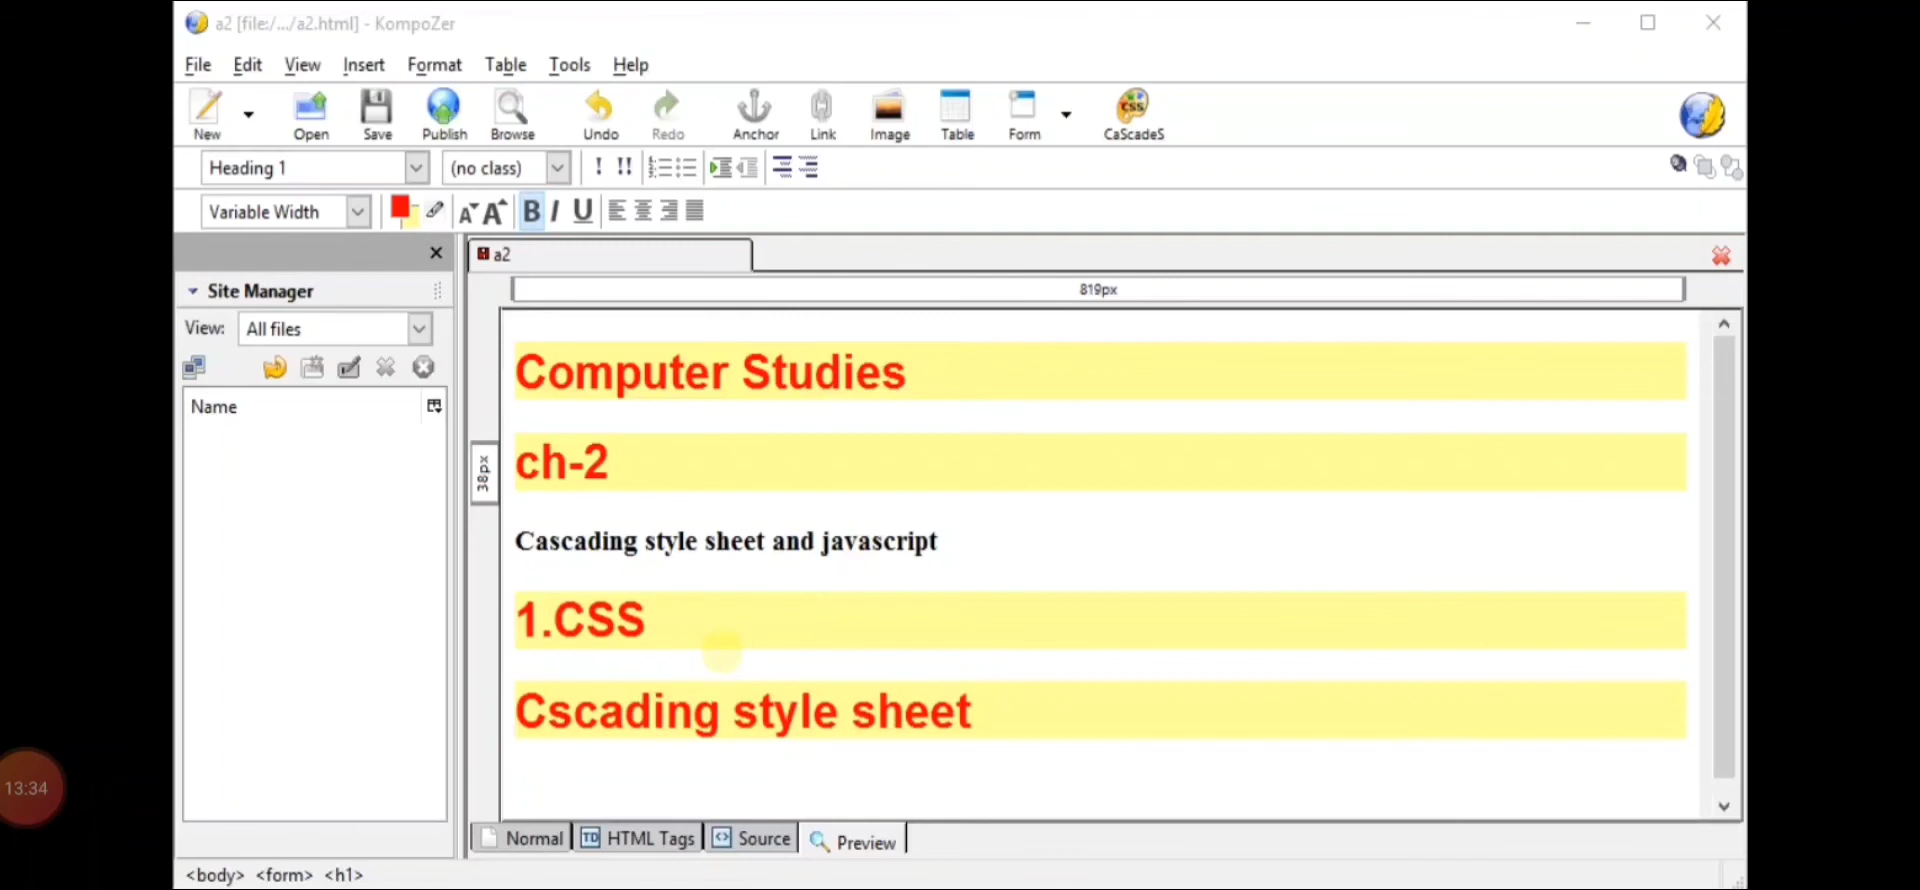 a2 [file:/.../a2.html] - KompoZer
File Edit View Insert Format Table Tools Help
New Open Save Publish Browse Undo Redo Anchor Link Image Table Form CaScadeS
Heading 1 (no class) ! !!
Variable Width A A B I U
a2
Site Manager
819px
View: All files
Name
Computer Studies
38px
ch-2
Cascading style sheet and javascript
1.CSS
Cscading style sheet
13:34
Normal TD HTML Tags Source Preview
<body> <form> <h1>